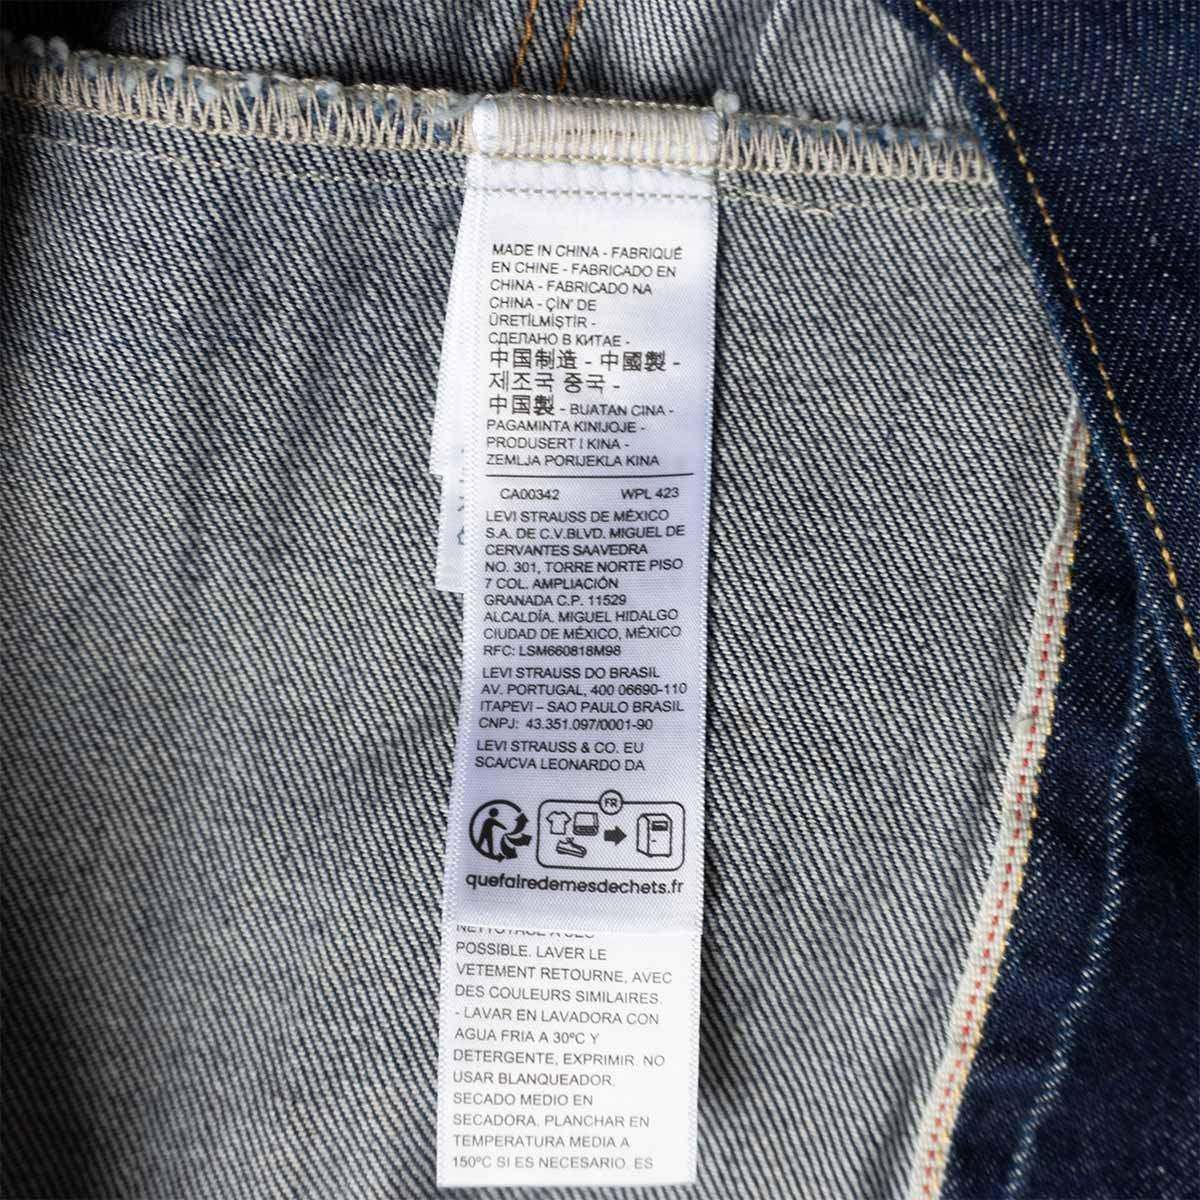 MADE IN CHINA - FABRIQUÉ
EN CHINE - FABRICADO EN
CHINA - FABRICADO NA
CHINA - ÇİN' DE
ÜRETİLMİŞTİR -
СДЕЛАНО В КИТАЕ -
中国制造 - 中國製 -
제조국 중국 -
中国製 - BUATAN CINA -
PAGAMINTA KINIJOJE -
PRODUSERT I KINA -
ZEMLJA PORIJEKLA KINA
CA00342 WPL 423
LEVI STRAUSS DE MÉXICO
S.A. DE C.V.BLVD. MIGUEL DE
CERVANTES SAAVEDRA
NO. 301, TORRE NORTE PISO
7 COL. AMPLIACIÓN
GRANADA C.P. 11529
ALCALDÍA. MIGUEL HIDALGO
CIUDAD DE MÉXICO, MÉXICO
RFC: LSM660818M98
LEVI STRAUSS DO BRASIL
AV. PORTUGAL, 400 06690-110
ITAPEVI – SAO PAULO BRASIL
CNPJ: 43.351.097/0001-90
LEVI STRAUSS & CO. EU
SCA/CVA LEONARDO DA
FR
quefairedemesdechets.fr
NETTOYAGE A SEC
POSSIBLE. LAVER LE
VETEMENT RETOURNE, AVEC
DES COULEURS SIMILAIRES.
- LAVAR EN LAVADORA CON
AGUA FRIA A 30ºC Y
DETERGENTE, EXPRIMIR. NO
USAR BLANQUEADOR.
SECADO MEDIO EN
SECADORA. PLANCHAR EN
TEMPERATURA MEDIA A
150ºC SI ES NECESARIO. ES